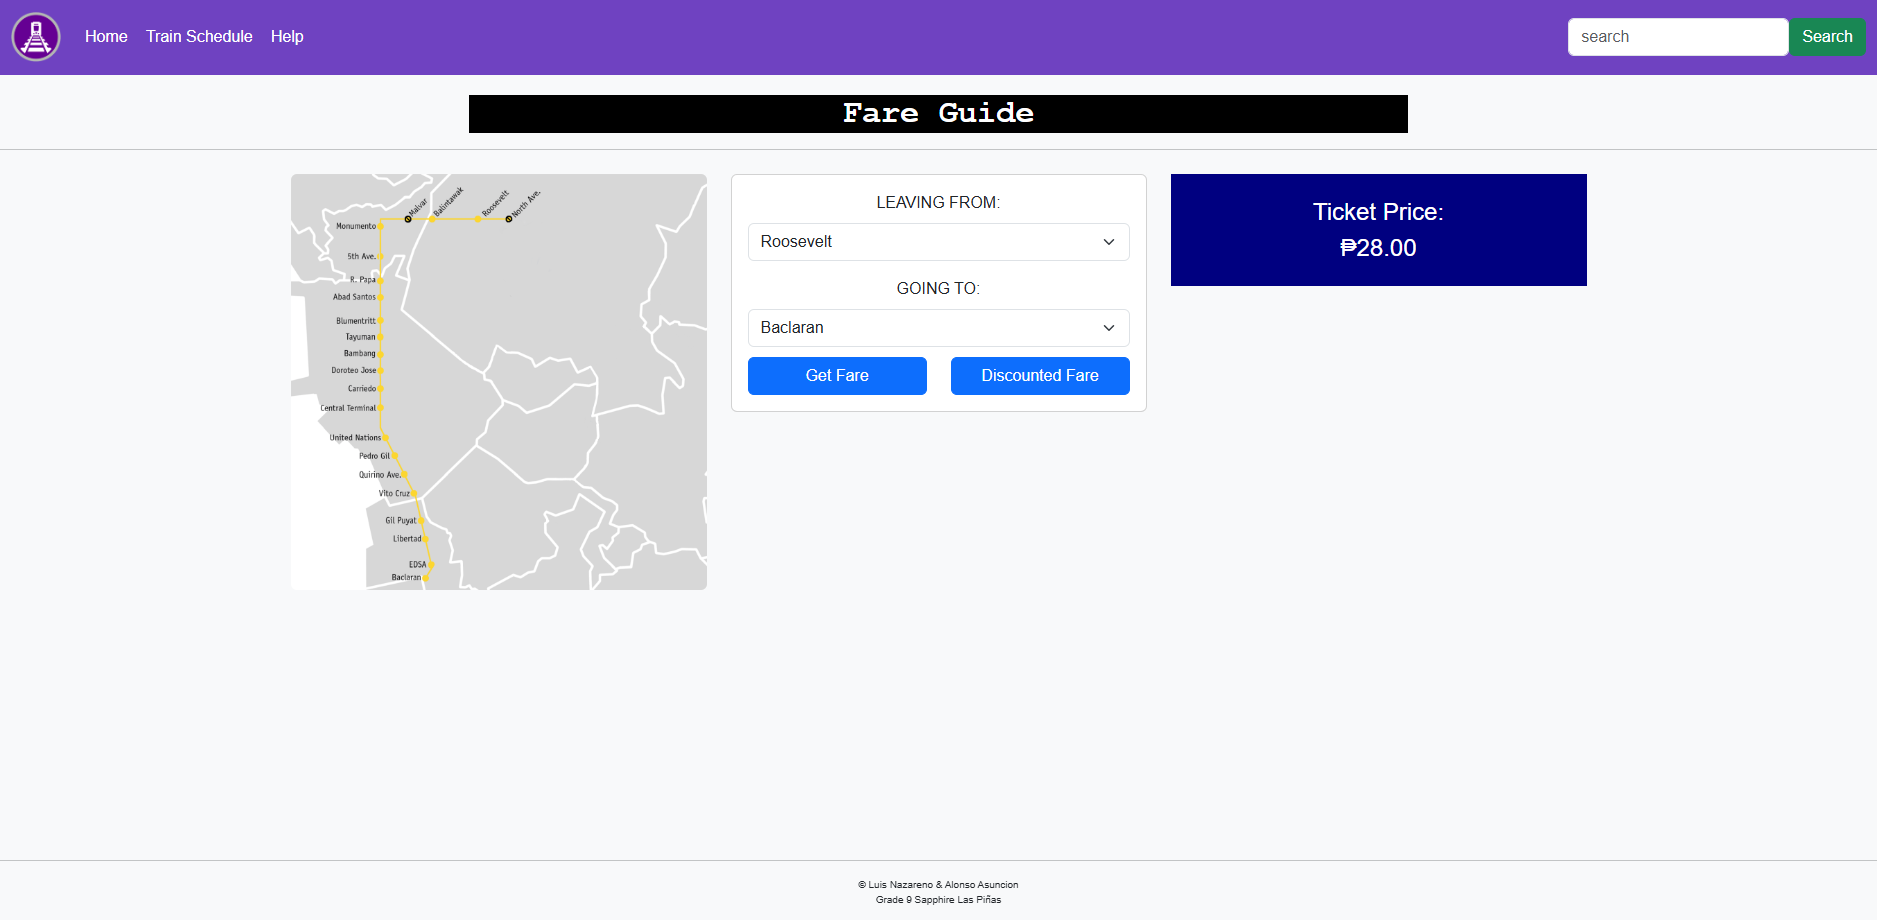 Home Train Schedule Help search Search
Fare Guide
Malvar
Balintawak
Roosevelt
North Ave.
Monumento
5th Ave.
R. Papa
Abad Santos
Blumentritt
Tayuman
Bambang
Doroteo Jose
Carriedo
Central Terminal
United Nations
Pedro Gil
Quirino Ave.
Vito Cruz
Gil Puyat
Libertad
EDSA
Baclaran
LEAVING FROM:
Roosevelt
GOING TO:
Baclaran
Get Fare Discounted Fare
Ticket Price:
₱28.00
© Luis Nazareno & Alonso Asuncion
Grade 9 Sapphire Las Piñas